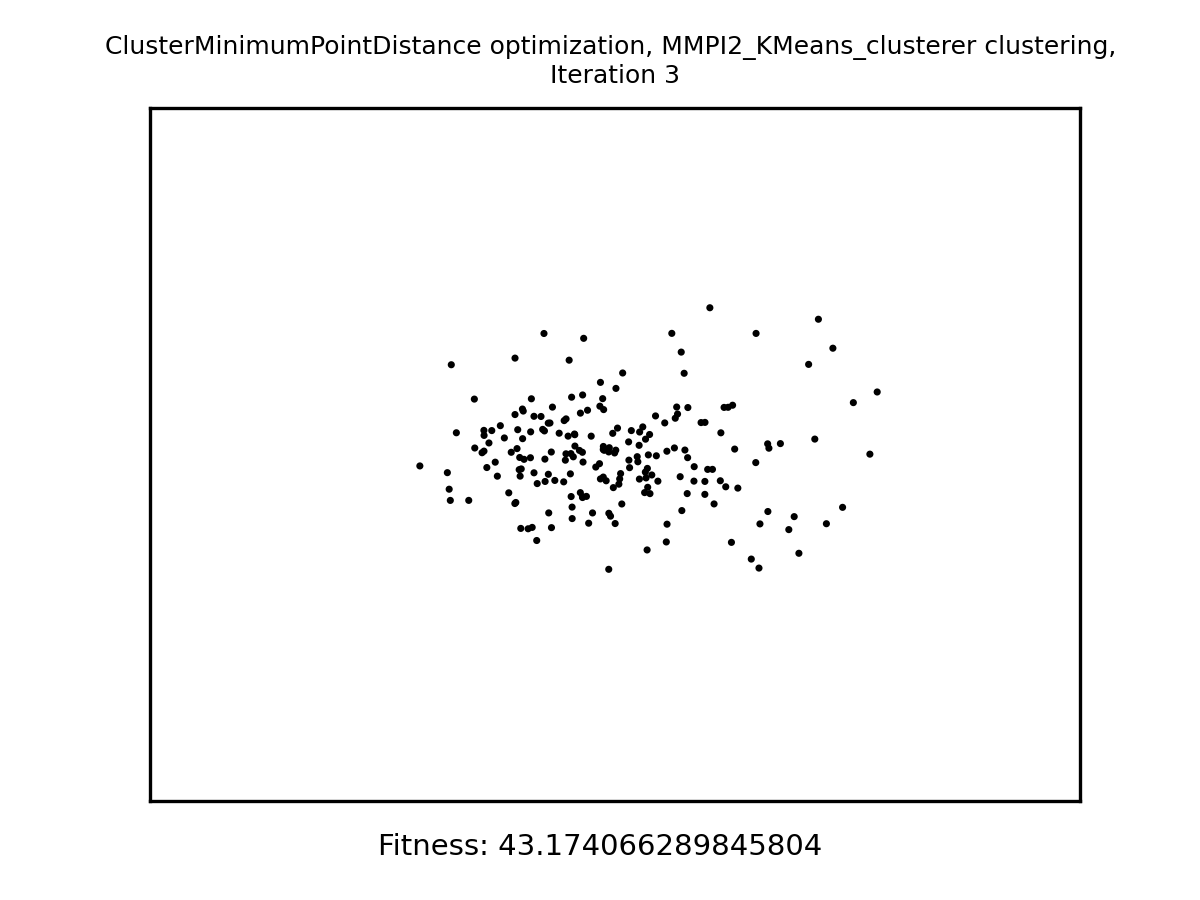 ClusterMinimumPointDistance optimization, MMPI2_KMeans_clusterer clustering,
Iteration 3
Fitness: 43.174066289845804